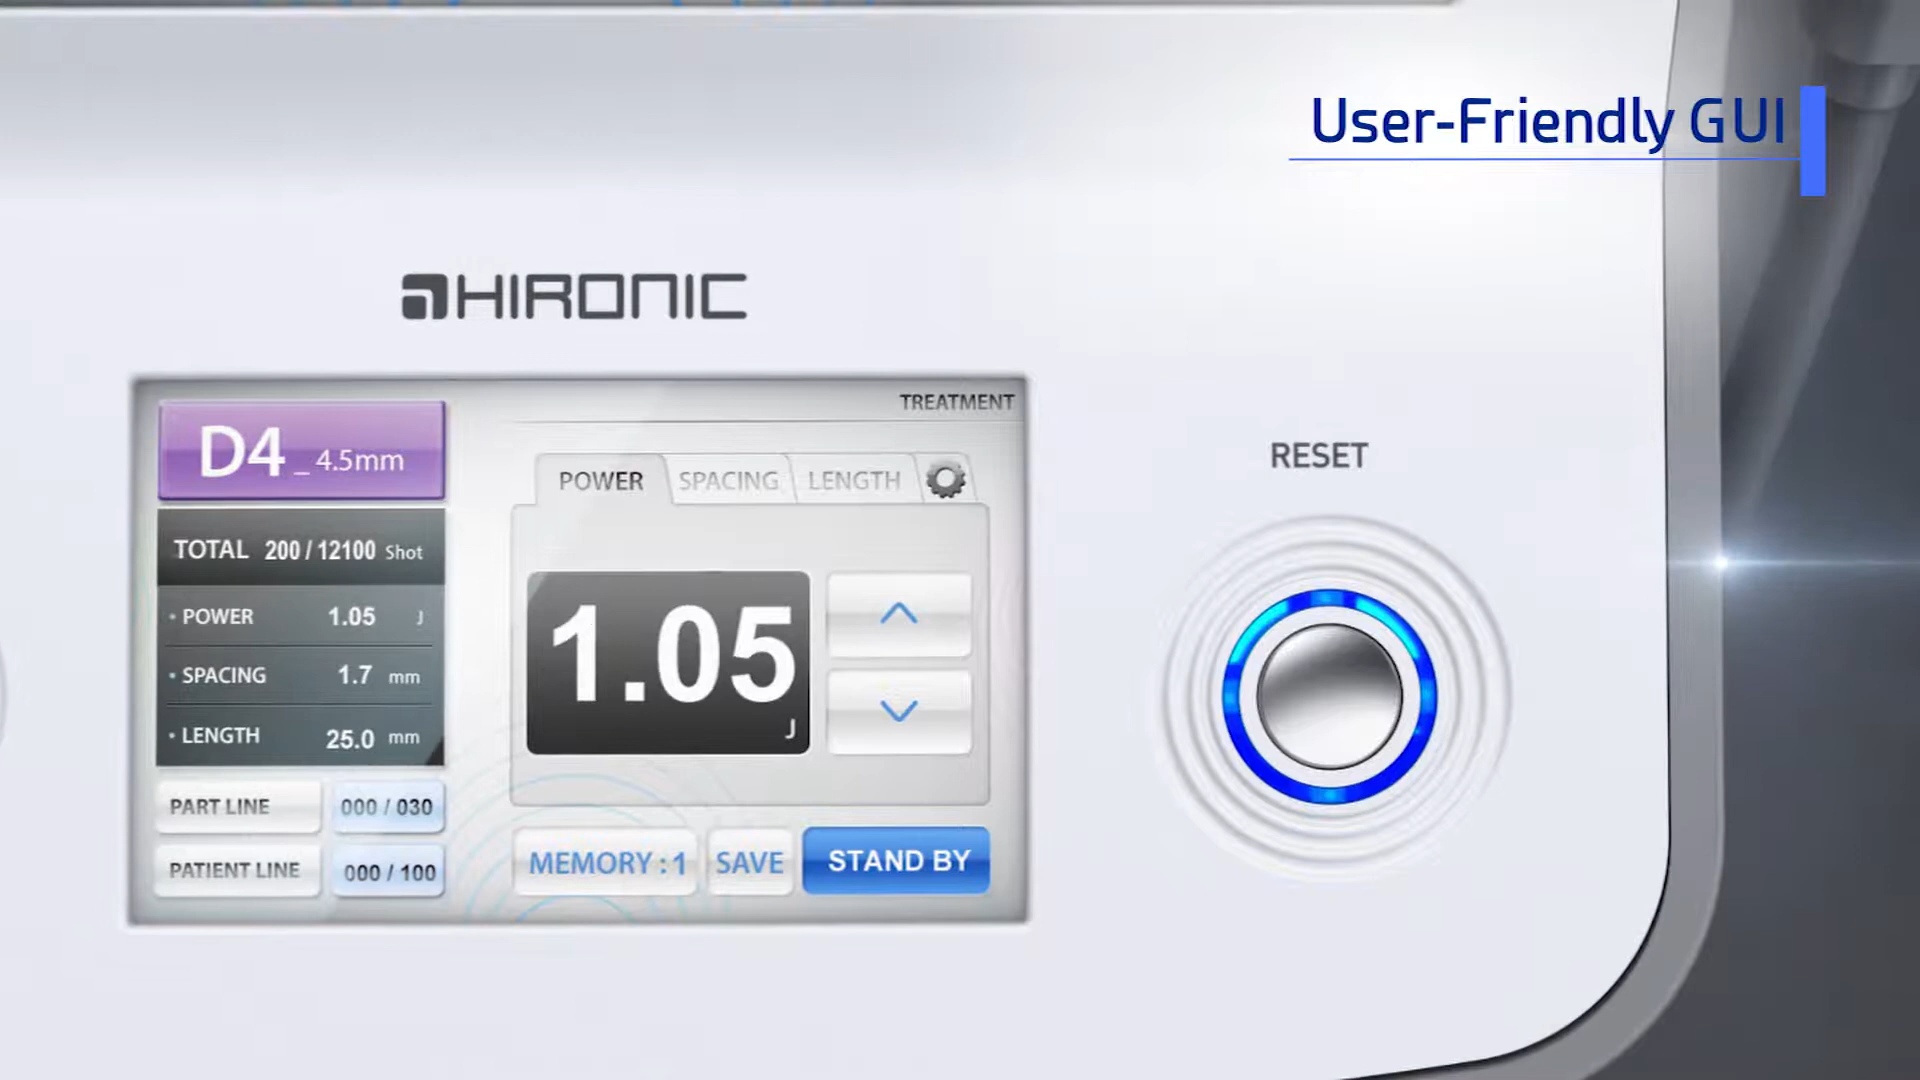 User-Friendly GUI
HIRONIC
TREATMENT
D4 _ 4.5mm
POWER SPACING LENGTH
TOTAL 200 / 12100 Shot
• POWER 1.05 J
• SPACING 1.7 mm
• LENGTH 25.0 mm
1.05 J
PART LINE 000 / 030
PATIENT LINE 000 / 100
MEMORY : 1 SAVE STAND BY
RESET